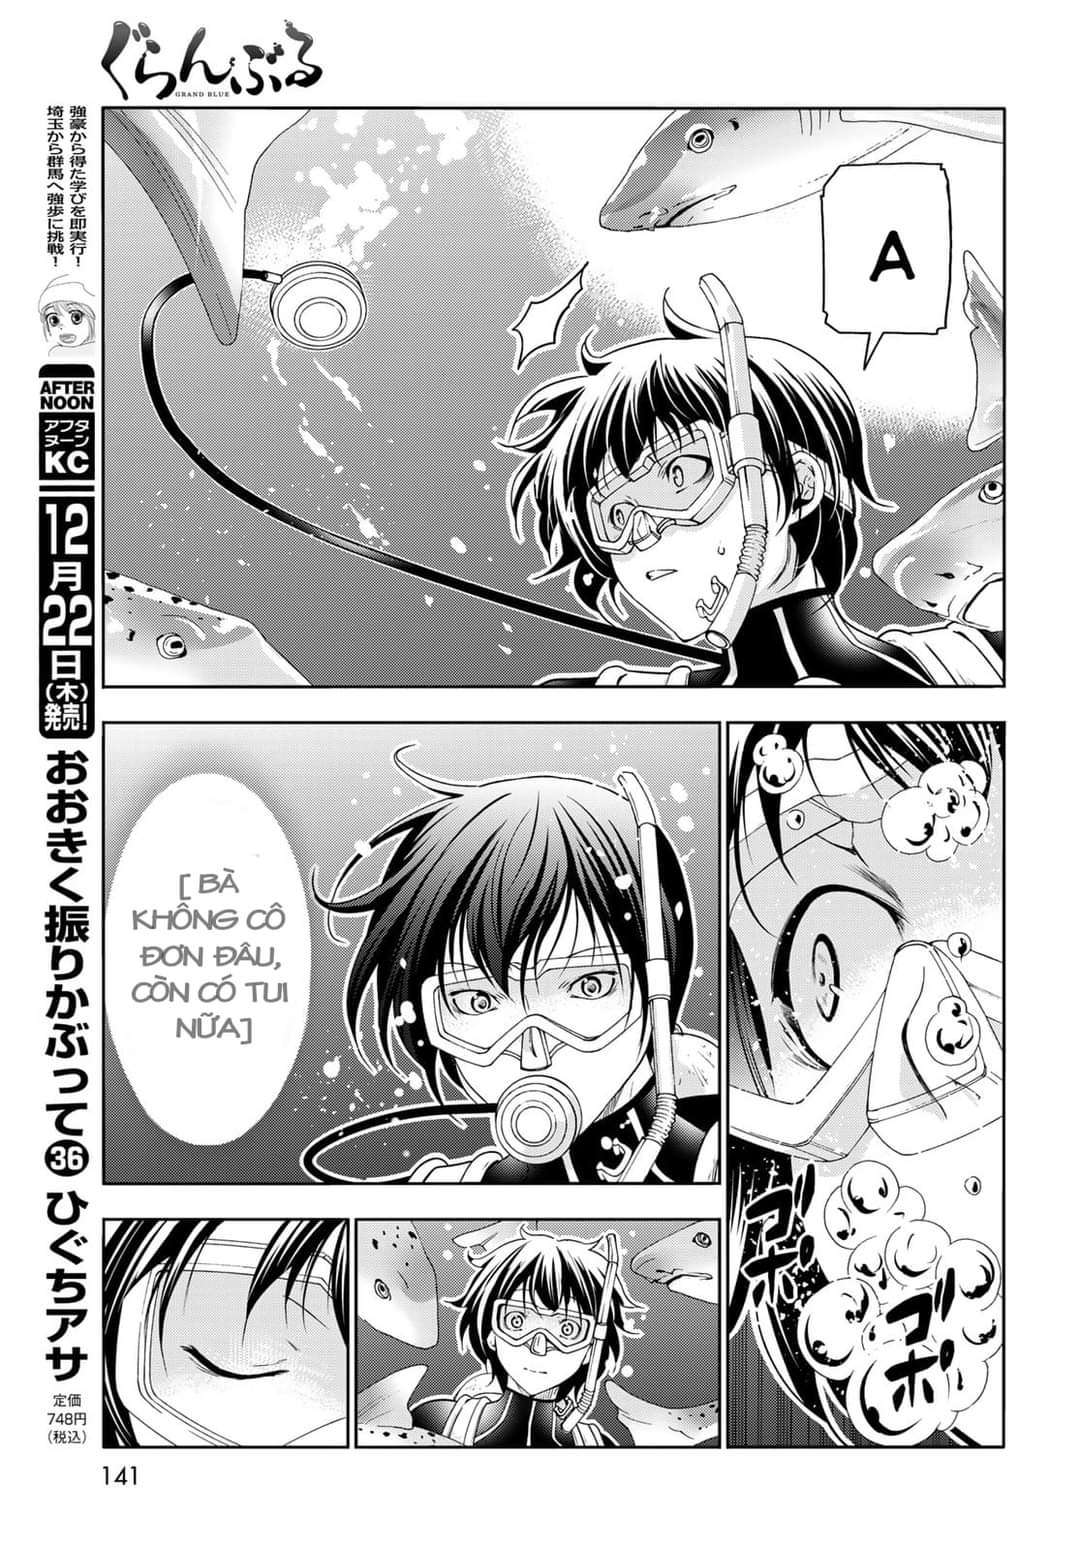 ぐらんぶる
GRAND BLUE
強豪から得た学びを即実行！
埼玉から群馬へ強歩に挑戦！
AFTER
NOON
アフタ
ヌーン
KC
12月22日(木)発売!
おおきく振りかぶって㊱ ひぐちアサ
定価
748円
(税込)
A
[ BÀ
KHÔNG CÔ
ĐƠN ĐÂU,
CÒN CÓ TUI
NỮA]
ゴポ
ゴポ
141